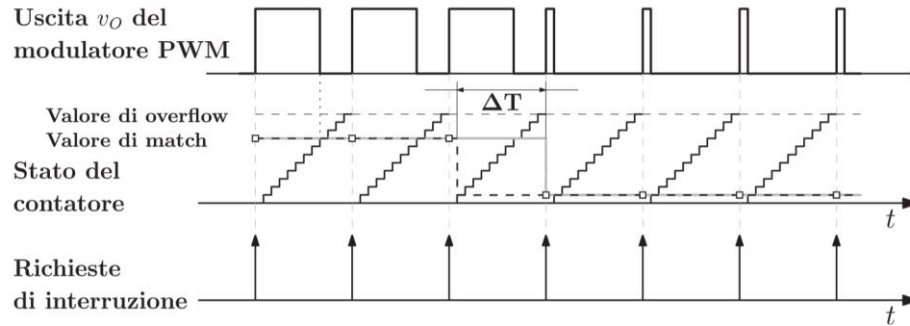 Uscita v_O del
modulatore PWM
ΔT
Valore di overflow
Valore di match
Stato del
contatore
t
Richieste
di interruzione
t